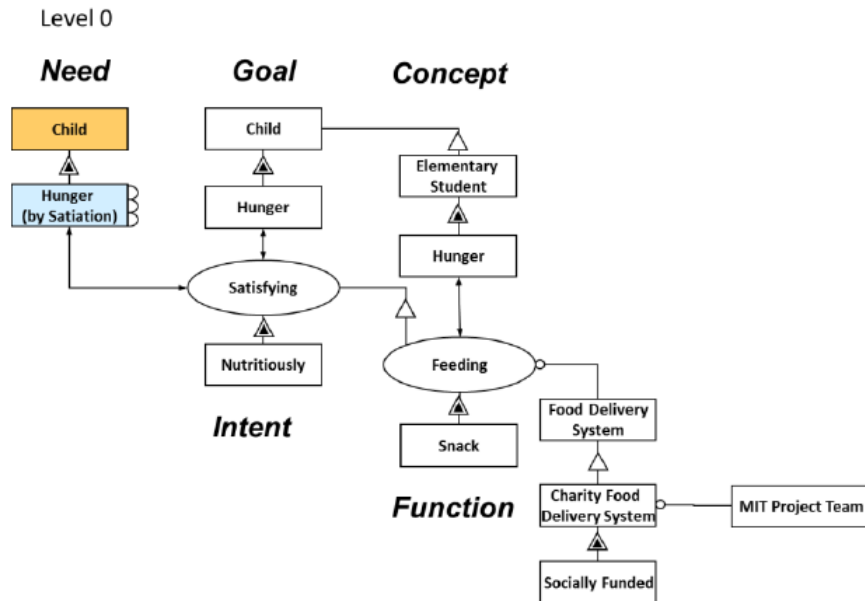 Level 0
Need
Goal
Concept
Child
Child
Elementary
Student
Hunger
(by Satiation)
Hunger
Hunger
Satisfying
Nutritiously
Feeding
Intent
Snack
Food Delivery
System
Function
Charity Food
Delivery System
MIT Project Team
Socially Funded